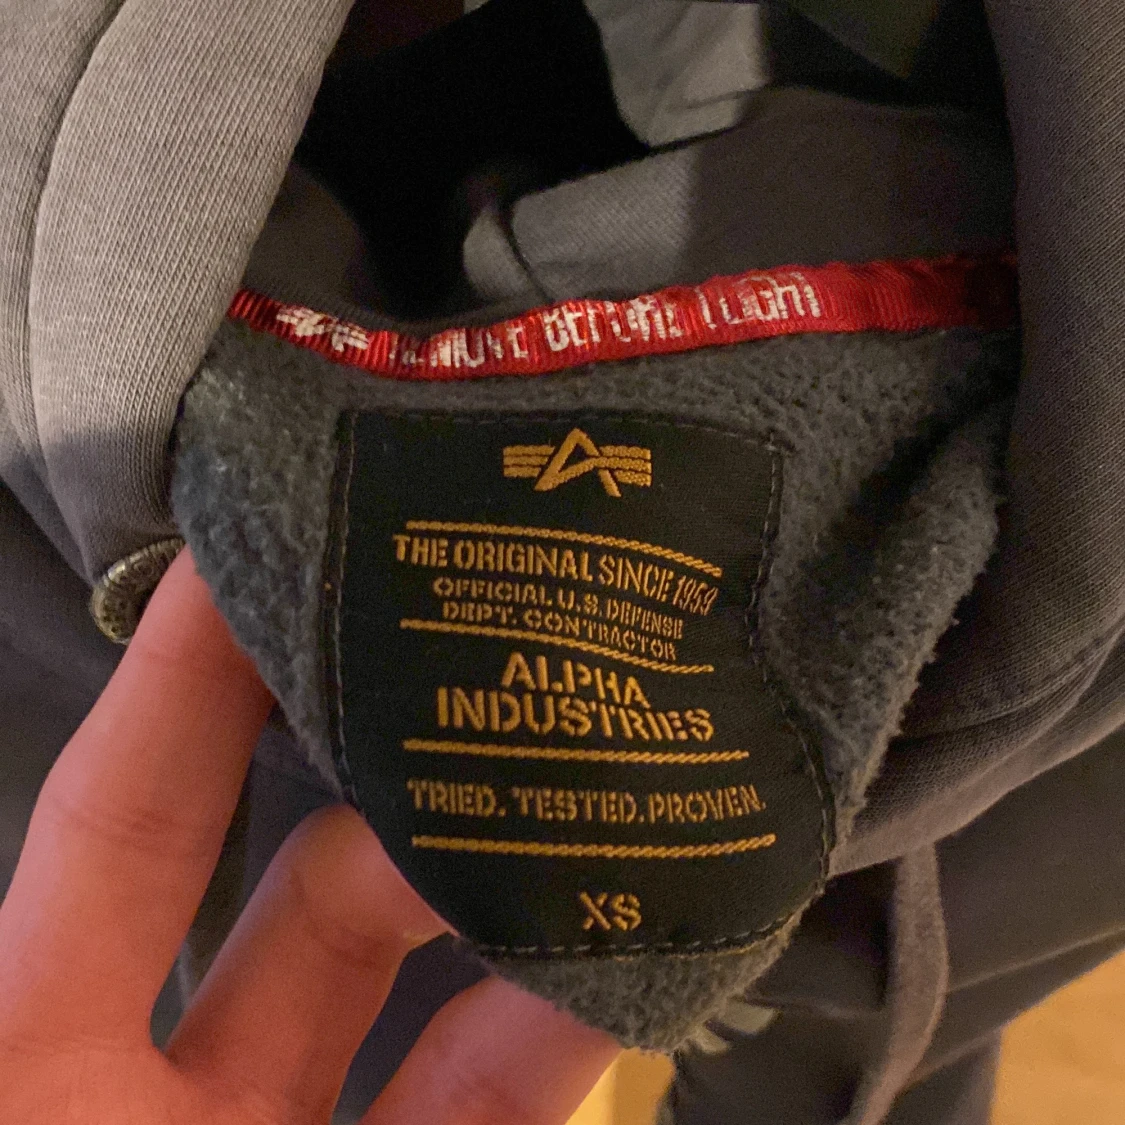 REMOVE BEFORE FLIGHT
THE ORIGINAL SINCE 1959
OFFICIAL U.S. DEFENSE
DEPT. CONTRACTOR
ALPHA
INDUSTRIES
TRIED. TESTED. PROVEN.
XS